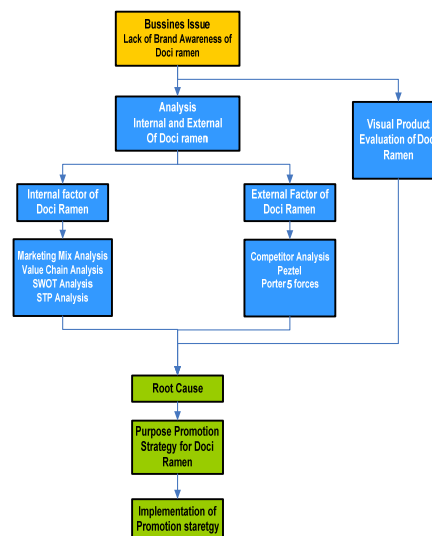 Bussines Issue
Lack of Brand Awareness of
Doci ramen
Analysis
Internal and External
Of Doci ramen
Visual Product
Evaluation of Doci
Ramen
Internal factor of
Doci Ramen
External Factor of
Doci Ramen
Marketing Mix Analysis
Value Chain Analysis
SWOT Analysis
STP Analysis
Competitor Analysis
Peztel
Porter 5 forces
Root Cause
Purpose Promotion
Strategy for Doci
Ramen
Implementation of
Promotion staretgy